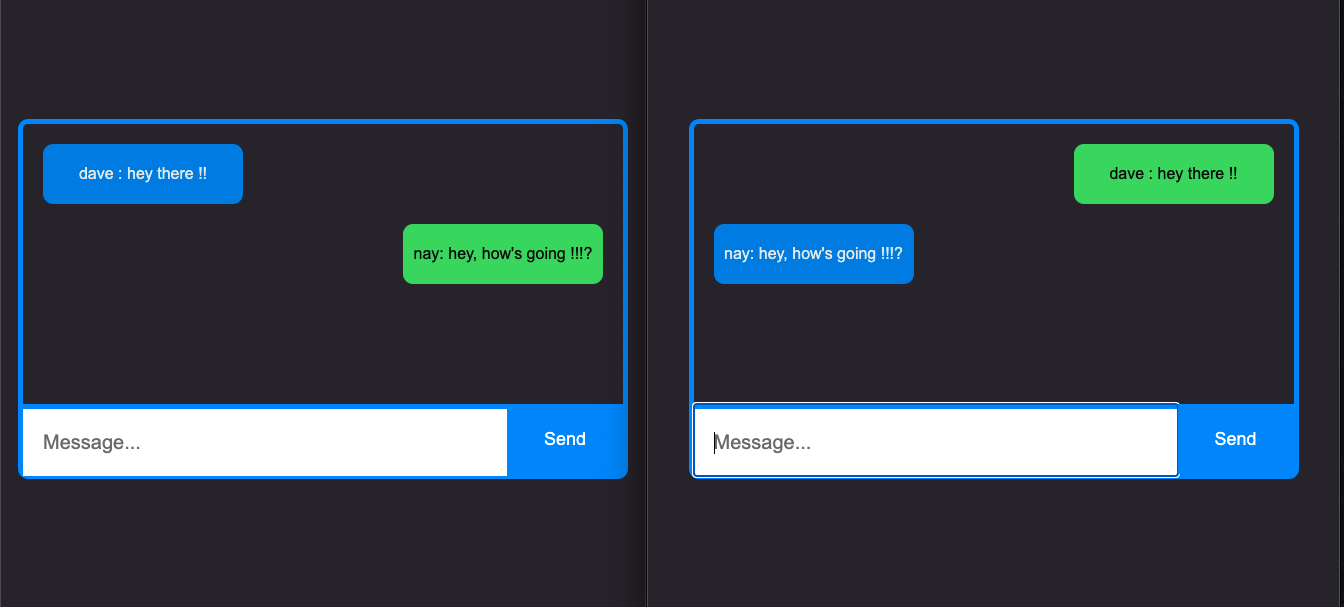 dave : hey there !!
nay: hey, how's going !!!?
Message...
Send
dave : hey there !!
nay: hey, how's going !!!?
Message...
Send